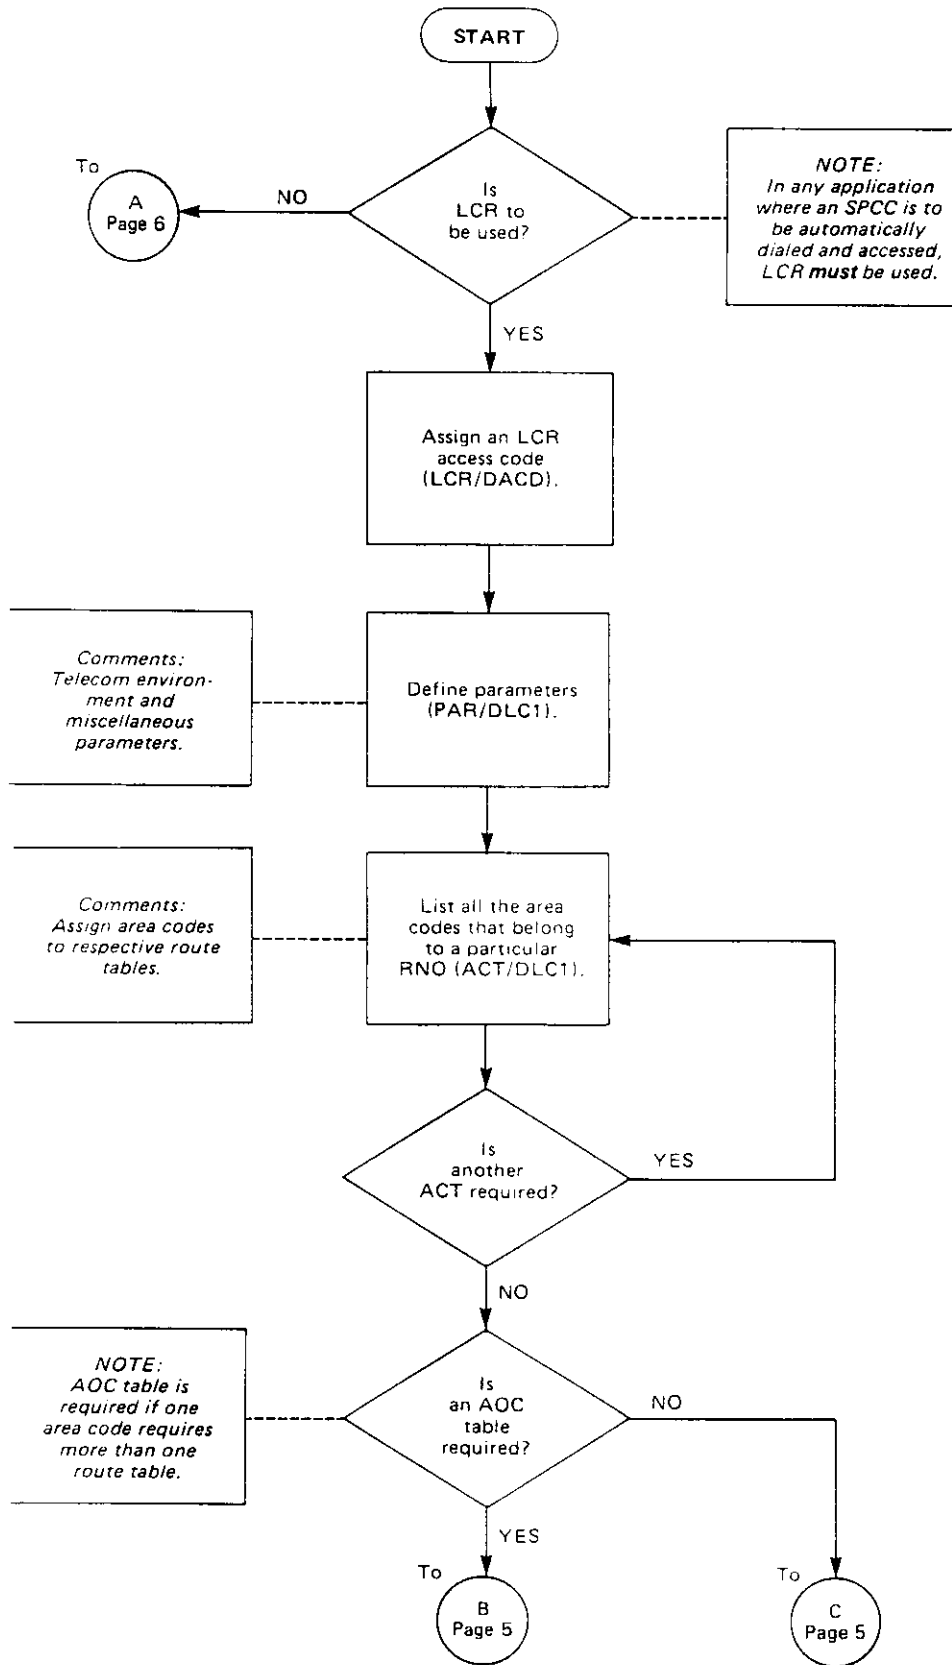 START
To
A
Page 6
NO
Is
LCR to
be used?
NOTE:
In any application
where an SPCC is to
be automatically
dialed and accessed,
LCR must be used.
YES
Assign an LCR
access code
(LCR/DACD).
Comments:
Telecom environ-
ment and
miscellaneous
parameters.
Define parameters
(PAR/DLC1).
Comments:
Assign area codes
to respective route
tables.
List all the area
codes that belong
to a particular
RNO (ACT/DLC1).
Is
another
ACT required?
YES
NO
NOTE:
AOC table is
required if one
area code requires
more than one
route table.
Is
an AOC
table
required?
NO
YES
To
B
Page 5
To
C
Page 5